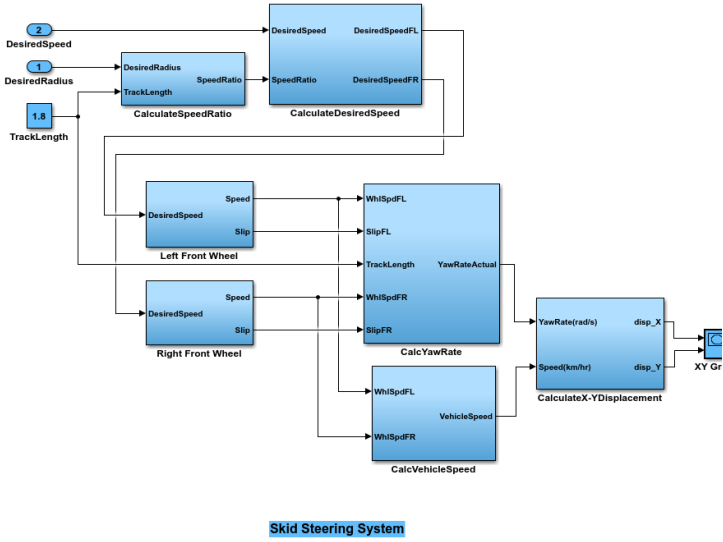 2
DesiredSpeed
1
DesiredRadius
1.8
TrackLength
DesiredRadius
TrackLength
SpeedRatio
CalculateSpeedRatio
DesiredSpeed
SpeedRatio
DesiredSpeedFL
DesiredSpeedFR
CalculateDesiredSpeed
DesiredSpeed
Speed
Slip
Left Front Wheel
DesiredSpeed
Speed
Slip
Right Front Wheel
WhlSpdFL
SlipFL
TrackLength
WhlSpdFR
SlipFR
YawRateActual
CalcYawRate
WhlSpdFL
WhlSpdFR
VehicleSpeed
CalcVehicleSpeed
YawRate(rad/s)
Speed(km/hr)
disp_X
disp_Y
CalculateX-YDisplacement
XY Gr
Skid Steering System